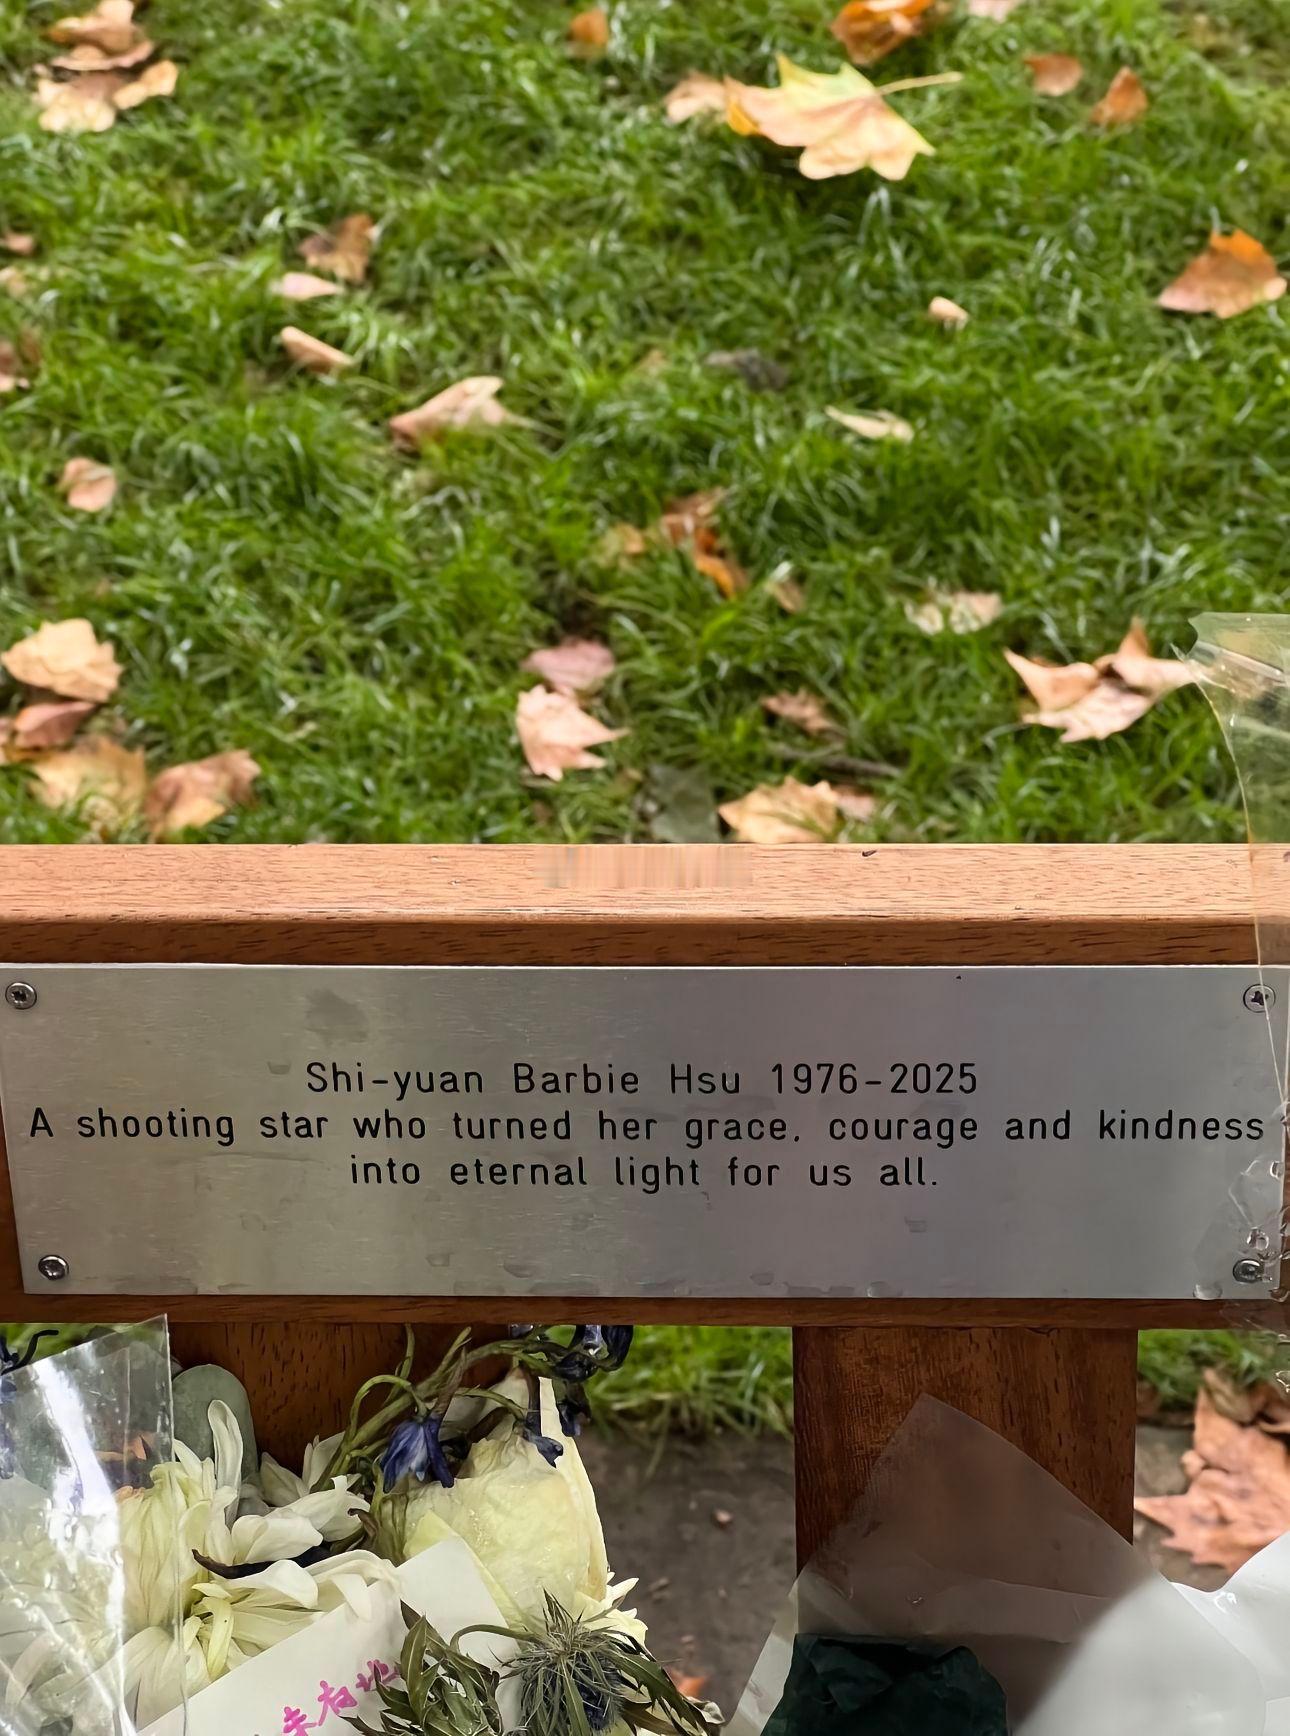 Shi-yuan Barbie Hsu 1976-2025
A shooting star who turned her grace, courage and kindness
into eternal light for us all.